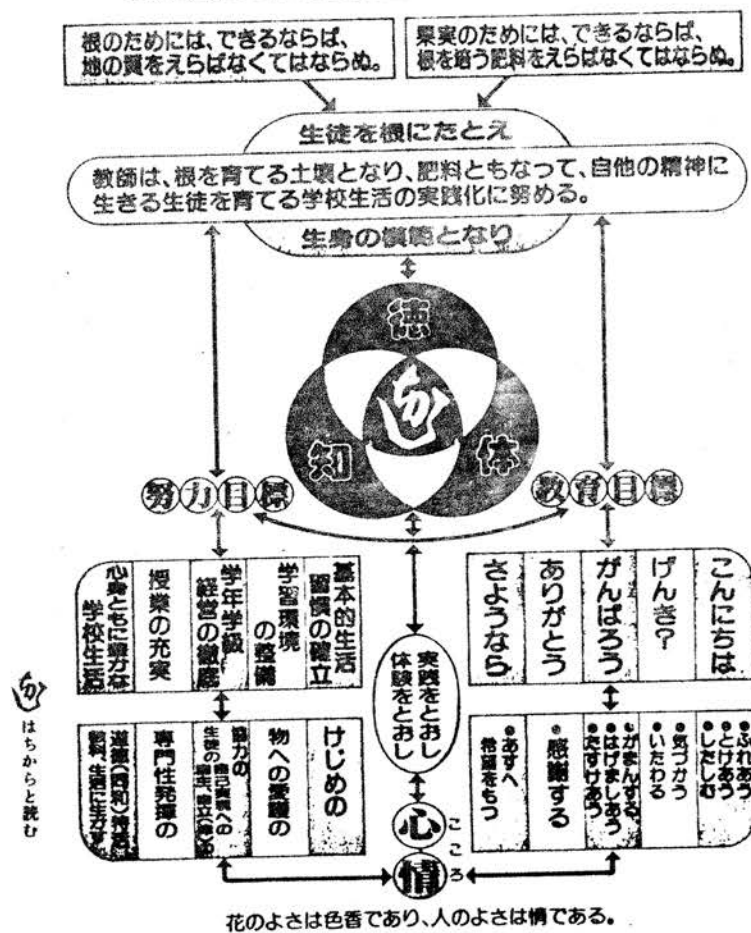 根のためには、できるならば、
地の質をえらばなくてはならぬ。
果実のためには、できるならば、
根を培う肥料をえらばなくてはならぬ。
生徒を根にたとえ
教師は、根を育てる土壌となり、肥料ともなって、自他の精神に
生きる生徒を育てる学校生活の実践化に努める。
生身の模範となり
徳
知
体
努力目標
教育目標
こんにちは
げんき?
がんばろう
ありがとう
さようなら
基本的生活
習慣の確立
学習環境
の整備
学年学級
経営の徹底
授業の充実
心身ともに豊かな
学校生活
実践をとおし
体験をとおし
●ふれあう
●とけあう
●したしむ
●気づかう
●いたわる
●がまんする
●はげましあう
たすけあう
●感謝する
●あすへ
希望をもつ
けじめの
物への愛護の
協力の
専門性発揮の
心
情
こころ
はちからと読む
花のよさは色香であり、人のよさは情である。